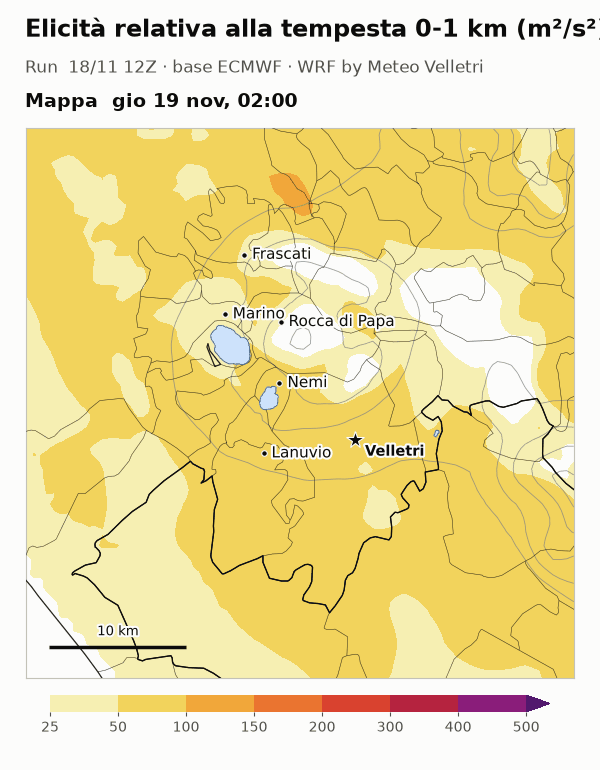 Elicità relativa alla tempesta 0-1 km (m²/s²)
Run  18/11 12Z · base ECMWF · WRF by Meteo Velletri
Mappa  gio 19 nov, 02:00
Frascati
Marino
Rocca di Papa
Nemi
Velletri
Lanuvio
10 km
25 50 100 150 200 300 400 500